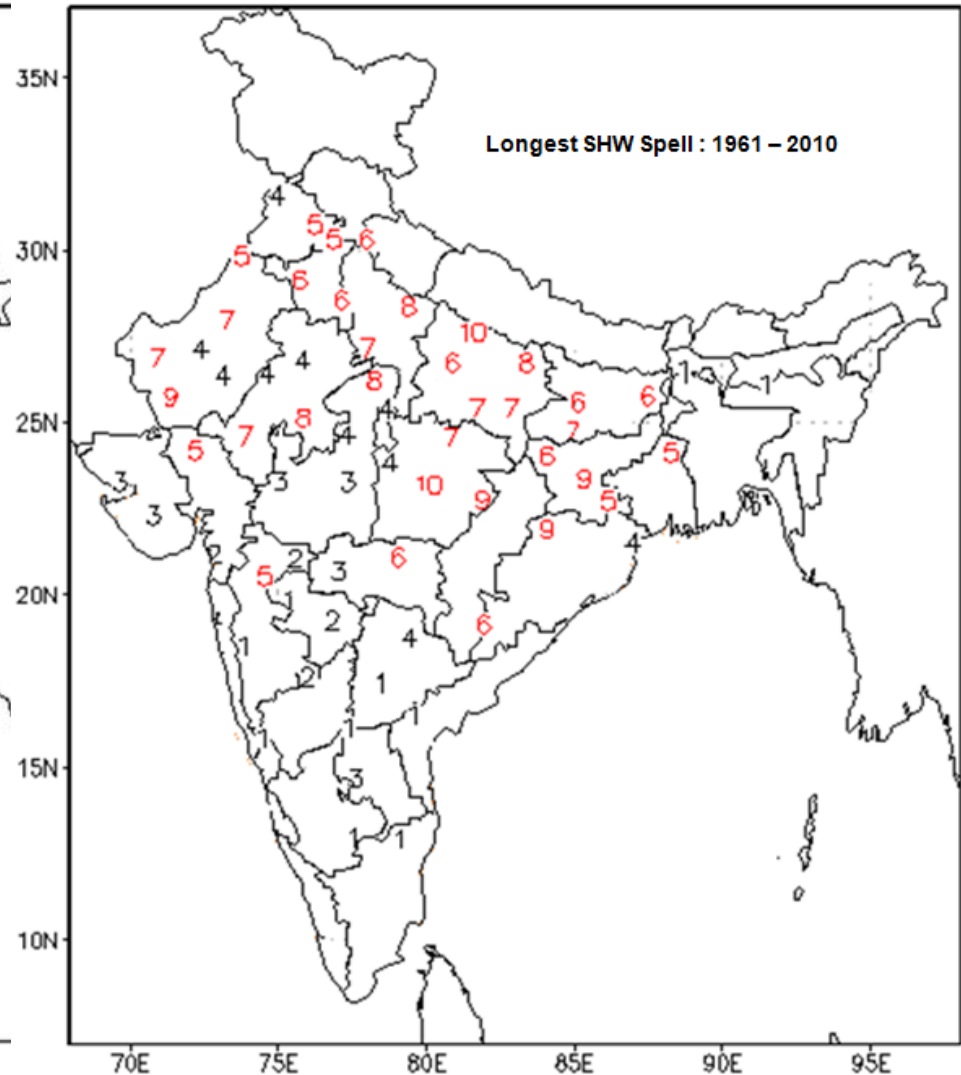 35N
Longest SHW Spell : 1961 – 2010
4
5
5 6
30N
5
6
6
8
7
10
7 4 4 6 8 1
4 4 8 1
9
6 6
8 4 7 7
25N
7 4 7 7
5 4 6 5
3 3 3 10 9
3 9 5
9
2 2 6 4
5 3
20N
1
2 6
1 4
12 1
1
1 1
15N
3
1 1
10N
70E 75E 80E 85E 90E 95E